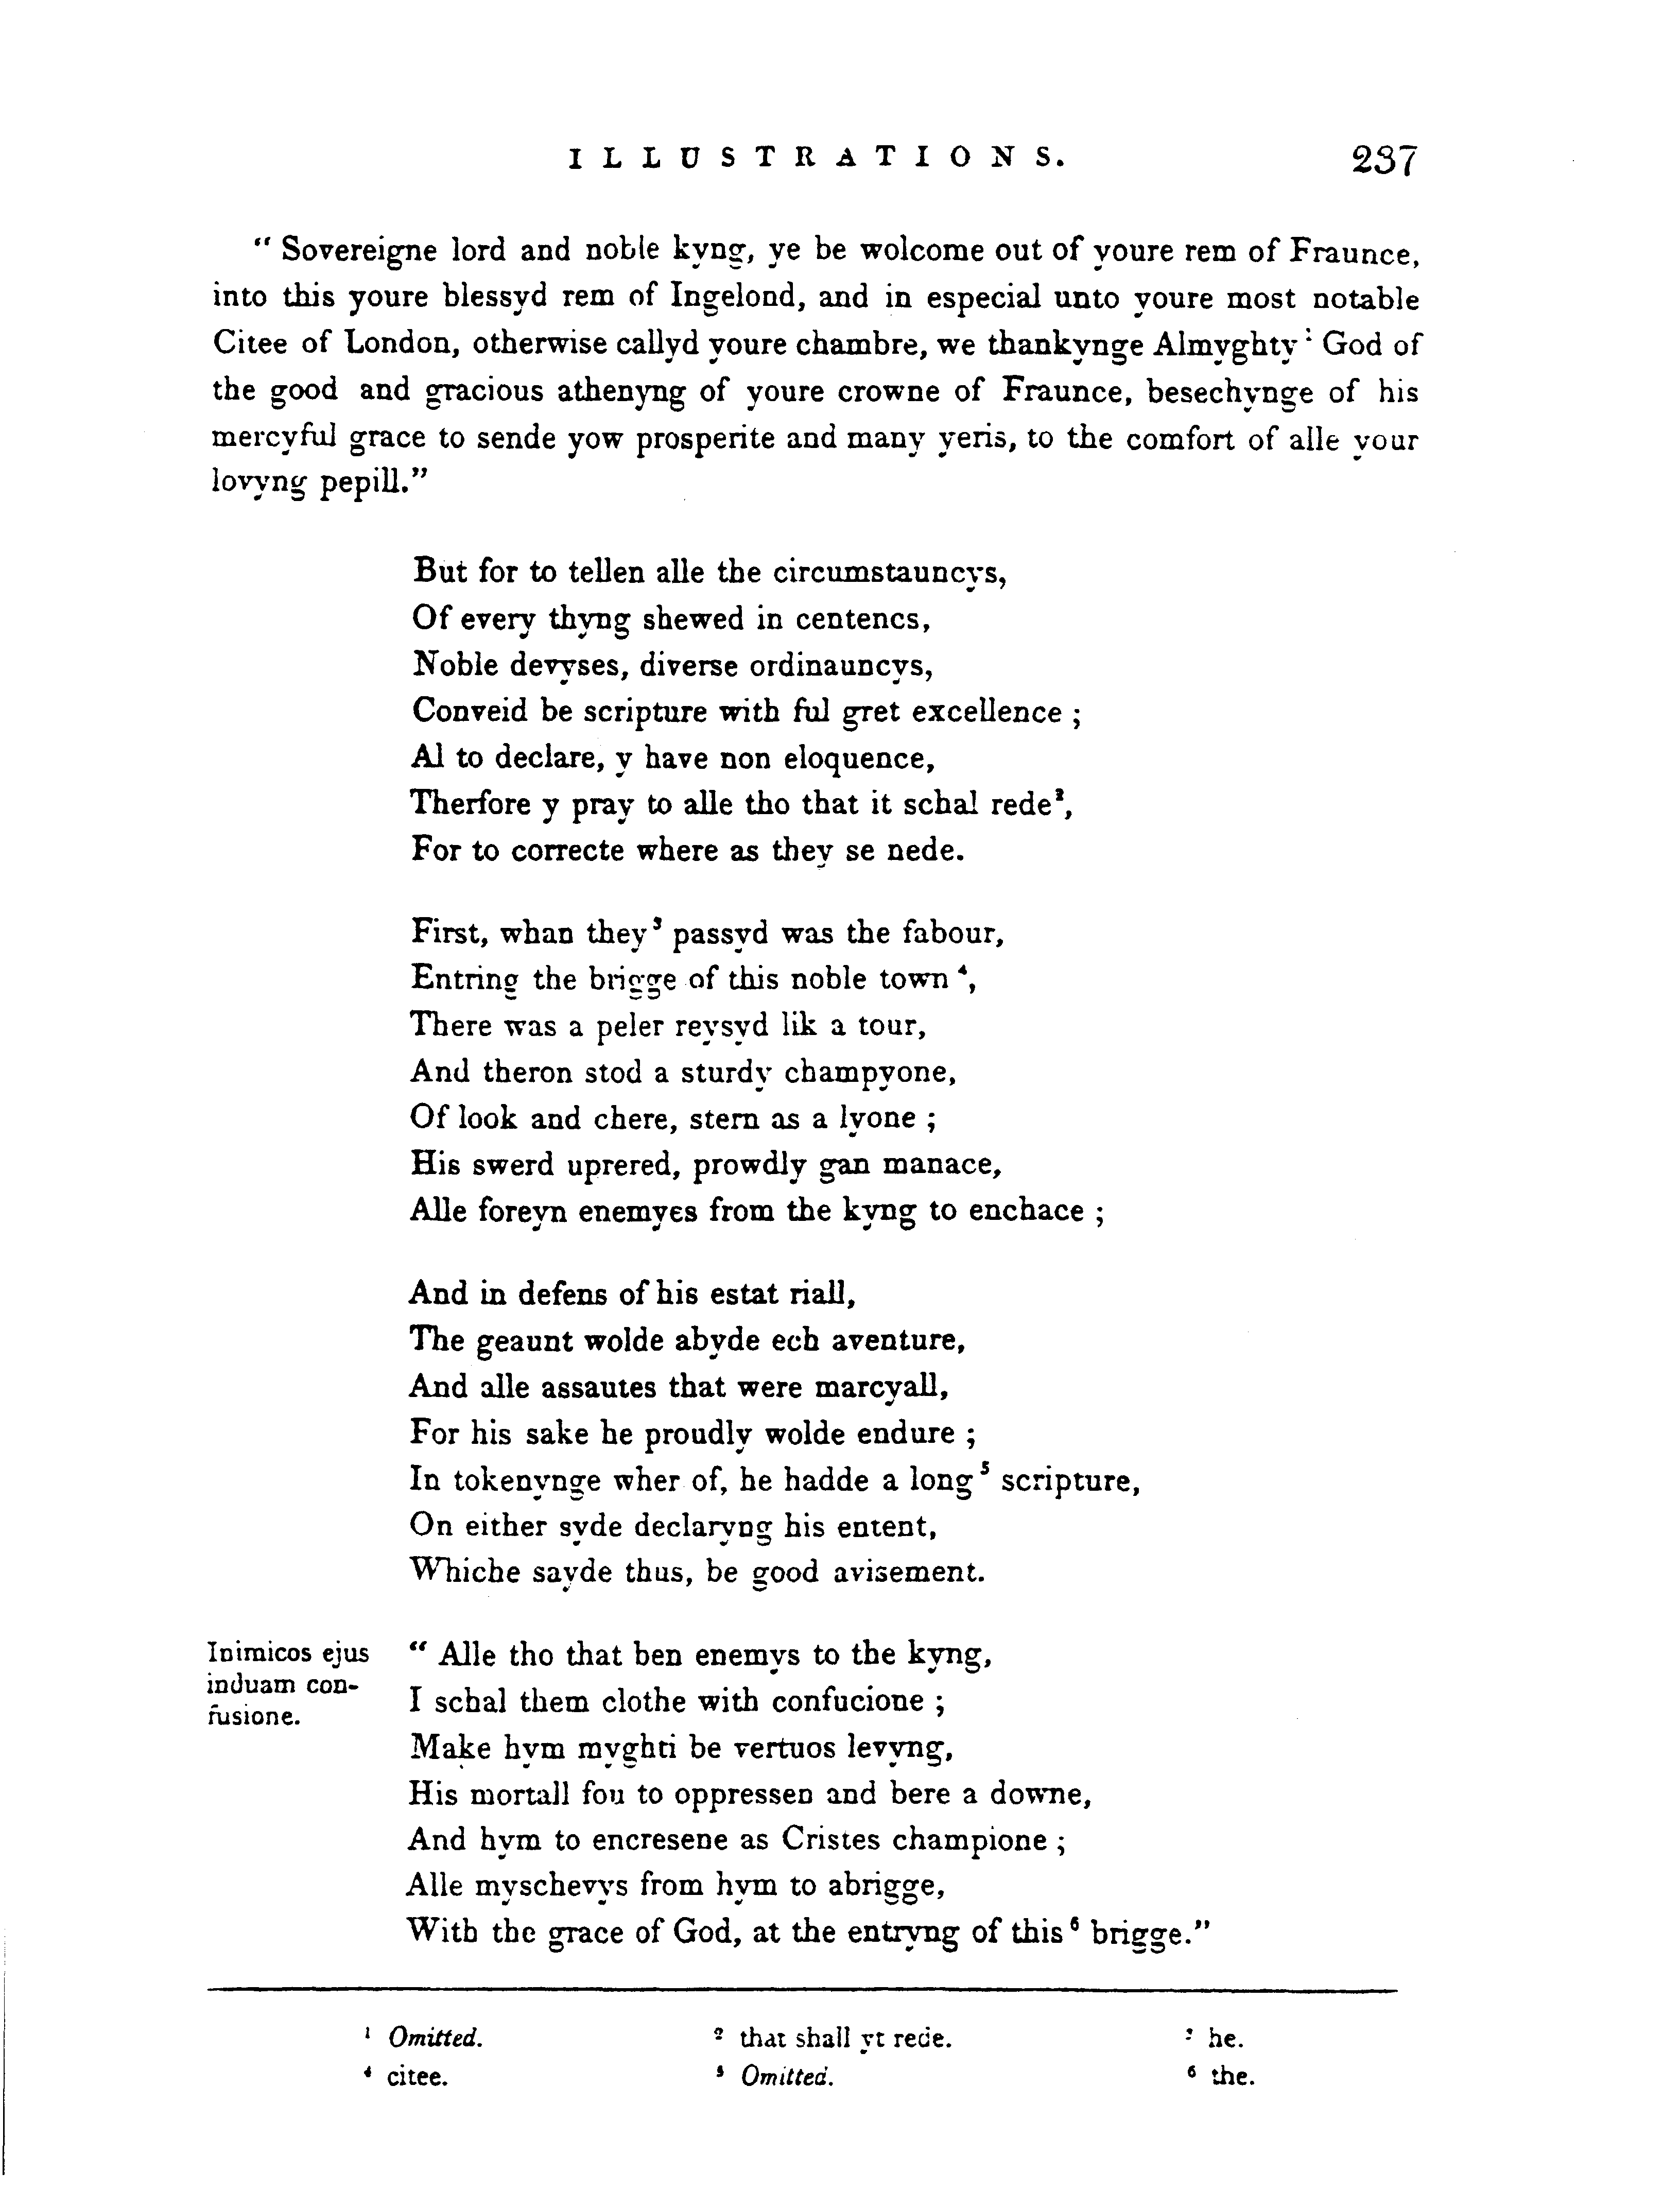 ILLUSTRATIONS. 237
“ Sovereigne lord and noble kyng, ye be wolcome out of youre rem of Fraunce,
into this youre blessyd rem of Ingelond, and in especial unto youre most notable
Citee of London, otherwise callyd youre chambre, we thankynge Almyghty ¹ God of
the good and gracious athenyng of youre crowne of Fraunce, besechynge of his
mercyful grace to sende yow prosperite and many yeris, to the comfort of alle your
lovyng pepill.”
But for to tellen alle the circumstauncys,
Of every thyng shewed in centencs,
Noble devyses, diverse ordinauncys,
Conveid be scripture with ful gret excellence ;
Al to declare, y have non eloquence,
Therfore y pray to alle tho that it schal rede²,
For to correcte where as they se nede.
First, whan they³ passyd was the fabour,
Entring the brigge of this noble town ⁴,
There was a peler reysyd lik a tour,
And theron stod a sturdy champyone,
Of look and chere, stern as a lyone ;
His swerd uprered, prowdly gan manace,
Alle foreyn enemyes from the kyng to enchace ;
And in defens of his estat riall,
The geaunt wolde abyde ech aventure,
And alle assautes that were marcyall,
For his sake he proudly wolde endure ;
In tokenynge wher of, he hadde a long⁵ scripture,
On either syde declaryng his entent,
Whiche sayde thus, be good avisement.
Inimicos ejus
induam con-
fusione.
“ Alle tho that ben enemys to the kyng,
I schal them clothe with confucione ;
Make hym myghti be vertuos levyng,
His mortall fou to oppressen and bere a downe,
And hym to encresene as Cristes champione ;
Alle myschevys from hym to abrigge,
With the grace of God, at the entryng of this⁶ brigge.”
¹ Omitted. ² that shall yt rede. ³ he.
⁴ citee. ⁵ Omitted. ⁶ the.